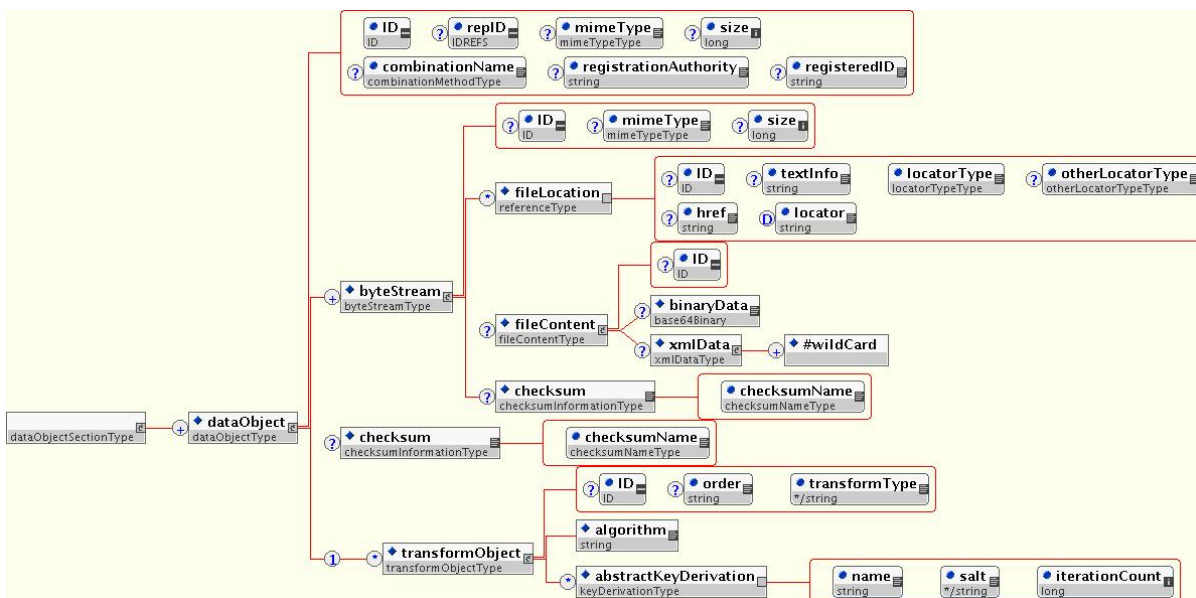 ID ? repID ? mimeType ? size
ID IDREFS mimeTypeType long
? combinationName ? registrationAuthority ? registeredID
combinationMethodType string string
? ID ? mimeType ? size
ID mimeTypeType long
* fileLocation
referenceType
? ID ? textInfo locatorType ? otherLocatorType
ID string locatorTypeType otherLocatorTypeType
? href D locator
string string
+ byteStream
byteStreamType
? fileContent
fileContentType
? ID
ID
? binaryData
base64Binary
? xmlData + #wildCard
xmlDataType
? checksum checksumName
checksumInformationType checksumNameType
dataObjectSectionType
+ dataObject
dataObjectType
? checksum checksumName
checksumInformationType checksumNameType
1 * transformObject
transformObjectType
? ID ? order transformType
ID string */string
algorithm
string
* abstractKeyDerivation name salt iterationCount
keyDerivationType string */string long